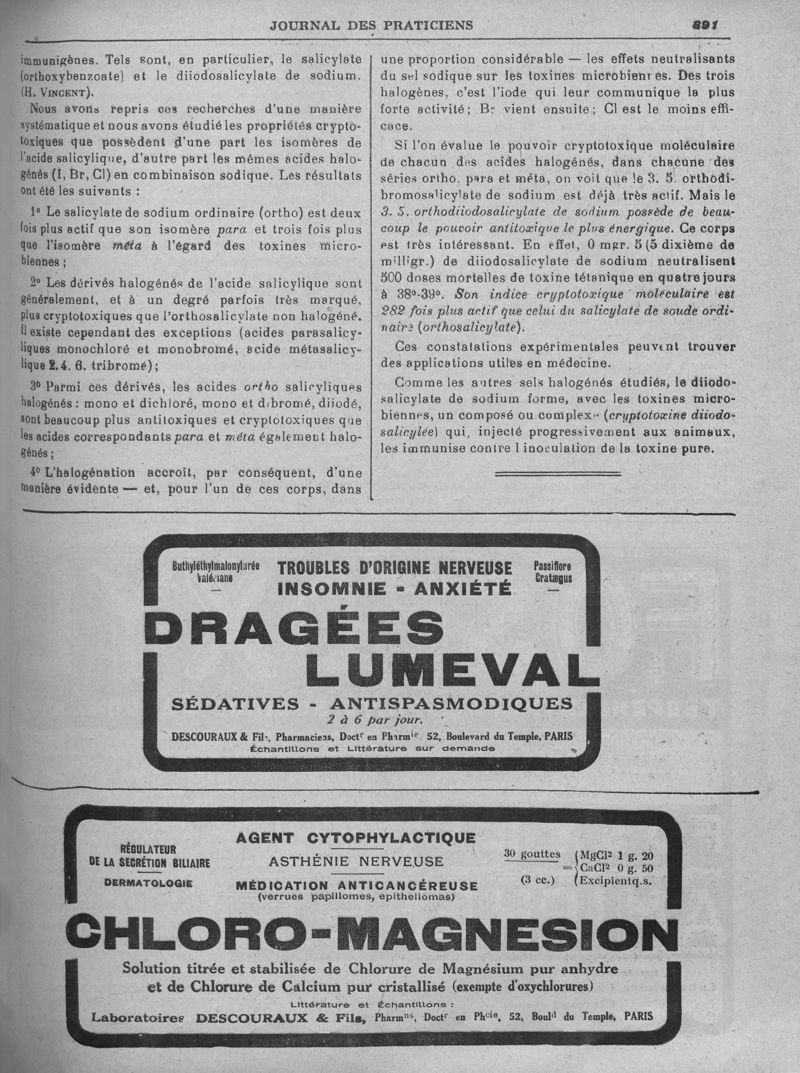 JOURNAL DES PRATICIENS
891
immunigènes. Tels sont, en particulier, le salicylate
(orthoxybenzoate) et le diiodosalicylate de sodium.
(H. VINCENT).
Nous avons repris ces recherches d'une manière
systématique et nous avons étudié les propriétés crypto-
toxiques que possèdent d'une part les isomères de
l'acide salicylique, d'autre part les mêmes acides halo-
génés (I, Br, Cl) en combinaison sodique. Les résultats
ont été les suivants :
1º Le salicylate de sodium ordinaire (ortho) est deux
fois plus actif que son isomère para et trois fois plus
que l'isomère méta à l'égard des toxines micro-
biennes ;
2º Les dérivés halogénés de l'acide salicylique sont
généralement, et à un degré parfois très marqué,
plus cryptotoxiques que l'orthosalicylate non halogéné.
Il existe cependant des exceptions (acides parasalicy-
liques monochloré et monobromé, acide métasalicy-
lique 2. 4. 6. tribromé) ;
3º Parmi ces dérivés, les acides ortho salicyliques
halogénés : mono et dichloré, mono et dibromé, diiodé,
sont beaucoup plus antitoxiques et cryptotoxiques que
les acides correspondants para et méta également halo-
génés ;
4º L'halogénation accroît, par conséquent, d'une
manière évidente — et, pour l'un de ces corps, dans
une proportion considérable — les effets neutralisants
du sel sodique sur les toxines microbiennes. Des trois
halogènes, c'est l'iode qui leur communique la plus
forte activité ; Br vient ensuite ; Cl est le moins effi-
cace.
Si l'on évalue le pouvoir cryptotoxique moléculaire
de chacun des acides halogénés, dans chacune des
séries ortho, para et méta, on voit que le 3. 5. orthodi-
bromosalicylate de sodium est déjà très actif. Mais le
3. 5. orthodiiodosalicylate de sodium possède de beau-
coup le pouvoir antitoxique le plus énergique. Ce corps
est très intéressant. En effet, 0 mgr. 5 (5 dixième de
milligr.) de diiodosalicylate de sodium neutralisent
500 doses mortelles de toxine tétanique en quatre jours
à 38º-39º. Son indice cryptotoxique moléculaire est
282 fois plus actif que celui du salicylate de soude ordi-
naire (orthosalicylate).
Ces constatations expérimentales peuvent trouver
des applications utiles en médecine.
Comme les autres sels halogénés étudiés, le diiodo-
salicylate de sodium forme, avec les toxines micro-
biennes, un composé ou complexe (cryptotoxine diiodo-
salicylée) qui, injecté progressivement aux animaux,
les immunise contre l inoculation de la toxine pure.
Buthyléthylmalonylurée
Valériane
TROUBLES D'ORIGINE NERVEUSE
INSOMNIE - ANXIÉTÉ
Passiflore
Cratægus
DRAGÉES
LUMEVAL
SÉDATIVES - ANTISPASMODIQUES
2 à 6 par jour.
DESCOURAUX & Fils, Pharmaciens, Doctr en Pharmie, 52, Boulevard du Temple, PARIS
Échantillons et Littérature sur demande
RÉGULATEUR
DE LA SECRÉTION BILIAIRE
DERMATOLOGIE
AGENT CYTOPHYLACTIQUE
ASTHÉNIE NERVEUSE
MÉDICATION ANTICANCÉREUSE
(verrues papillomes, epitheliomas)
30 gouttes
(3 cc.)
= { MgCl² 1 g. 20
CaCl² 0 g. 50
Excipient q.s.
CHLORO-MAGNESION
Solution titrée et stabilisée de Chlorure de Magnésium pur anhydre
et de Chlorure de Calcium pur cristallisé (exempte d'oxychlorures)
Littérature et Échantillons :
Laboratoires DESCOURAUX & Fils, Pharmns, Doctr en Phcie, 52, Bould du Temple, PARIS